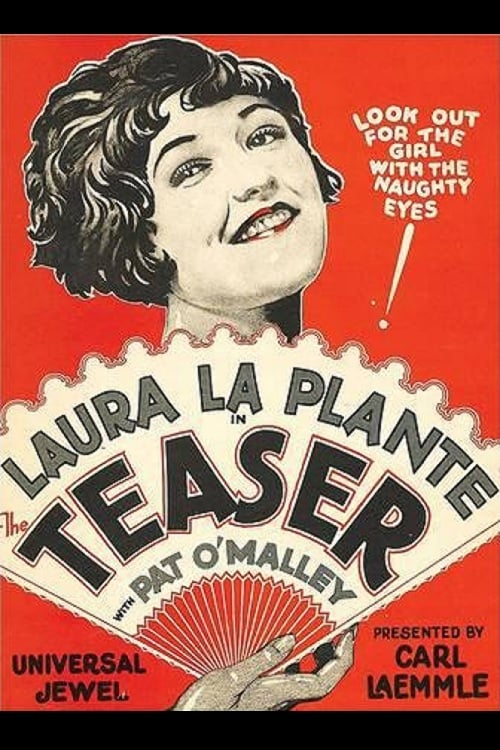 LOOK OUT
FOR THE
GIRL
WITH THE
NAUGHTY
EYES
!
LAURA LA PLANTE
IN
The
TEASER
WITH PAT O'MALLEY
UNIVERSAL
JEWEL
PRESENTED BY
CARL
LAEMMLE